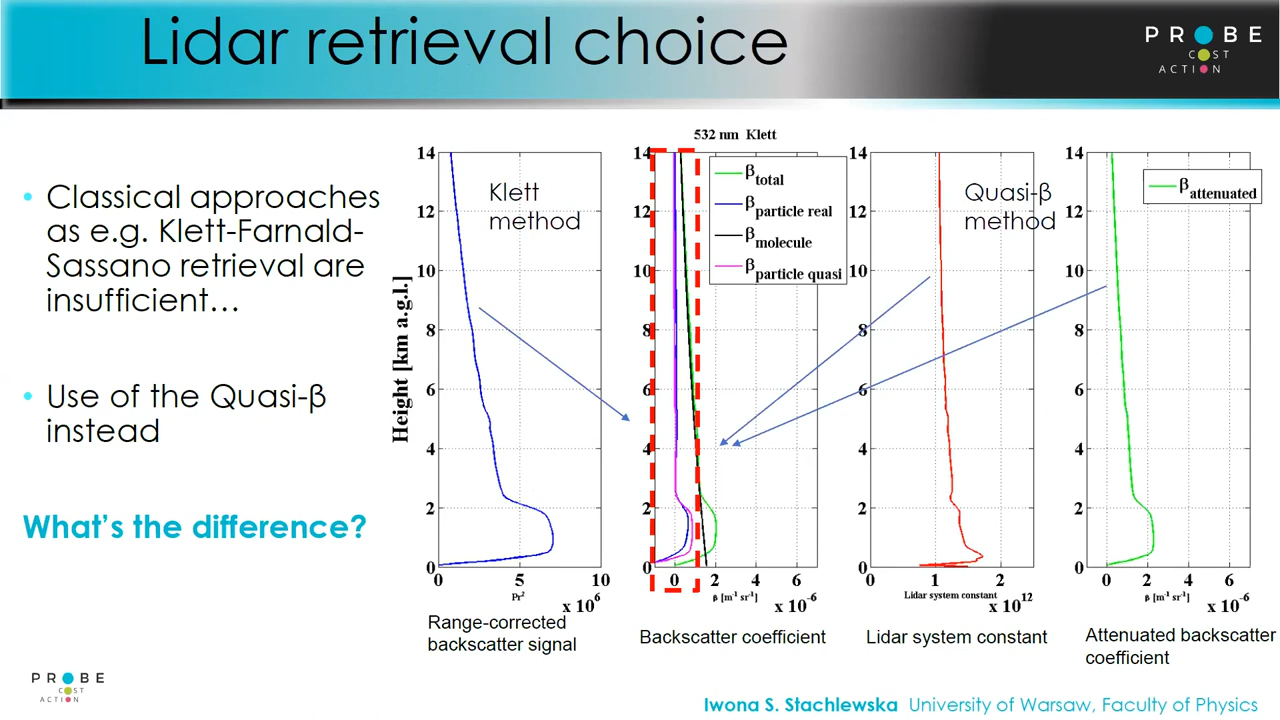 Lidar retrieval choice
PROBE
COST
ACTION
• Classical approaches
as e.g. Klett-Farnald-
Sassano retrieval are
insufficient…
• Use of the Quasi-β
instead
What's the difference?
Height [km a.g.l.]
14
12
10
8
6
4
2
0
0 5 10
Pr²
x 10⁶
Klett
method
Range-corrected
backscatter signal
532 nm Klett
14
12
10
8
6
4
2
0
β total
β particle real
β molecule
β particle quasi
0 2 4 6
β [m⁻¹ sr⁻¹]
x 10⁻⁶
Backscatter coefficient
14
12
10
8
6
4
2
0
Quasi-β
method
0 1 2
Lidar system constant
x 10¹²
Lidar system constant
14
12
10
8
6
4
2
0
β attenuated
0 2 4 6
β [m⁻¹ sr⁻¹]
x 10⁻⁶
Attenuated backscatter
coefficient
PROBE
COST
ACTION
Iwona S. Stachlewska University of Warsaw, Faculty of Physics